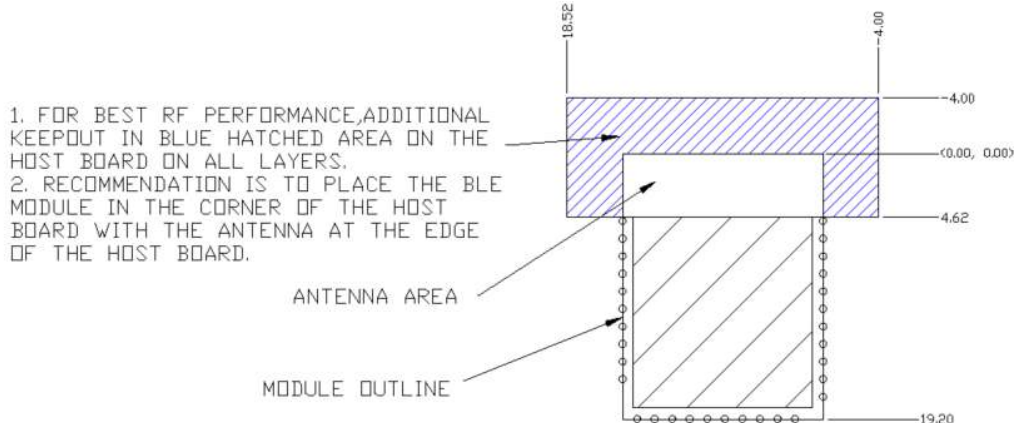 18.52
-4.00
1. FOR BEST RF PERFORMANCE,ADDITIONAL
KEEPOUT IN BLUE HATCHED AREA ON THE
HOST BOARD ON ALL LAYERS.
2. RECOMMENDATION IS TO PLACE THE BLE
MODULE IN THE CORNER OF THE HOST
BOARD WITH THE ANTENNA AT THE EDGE
OF THE HOST BOARD.
-4.00
(0.00, 0.00)
4.62
ANTENNA AREA
MODULE OUTLINE
19.20